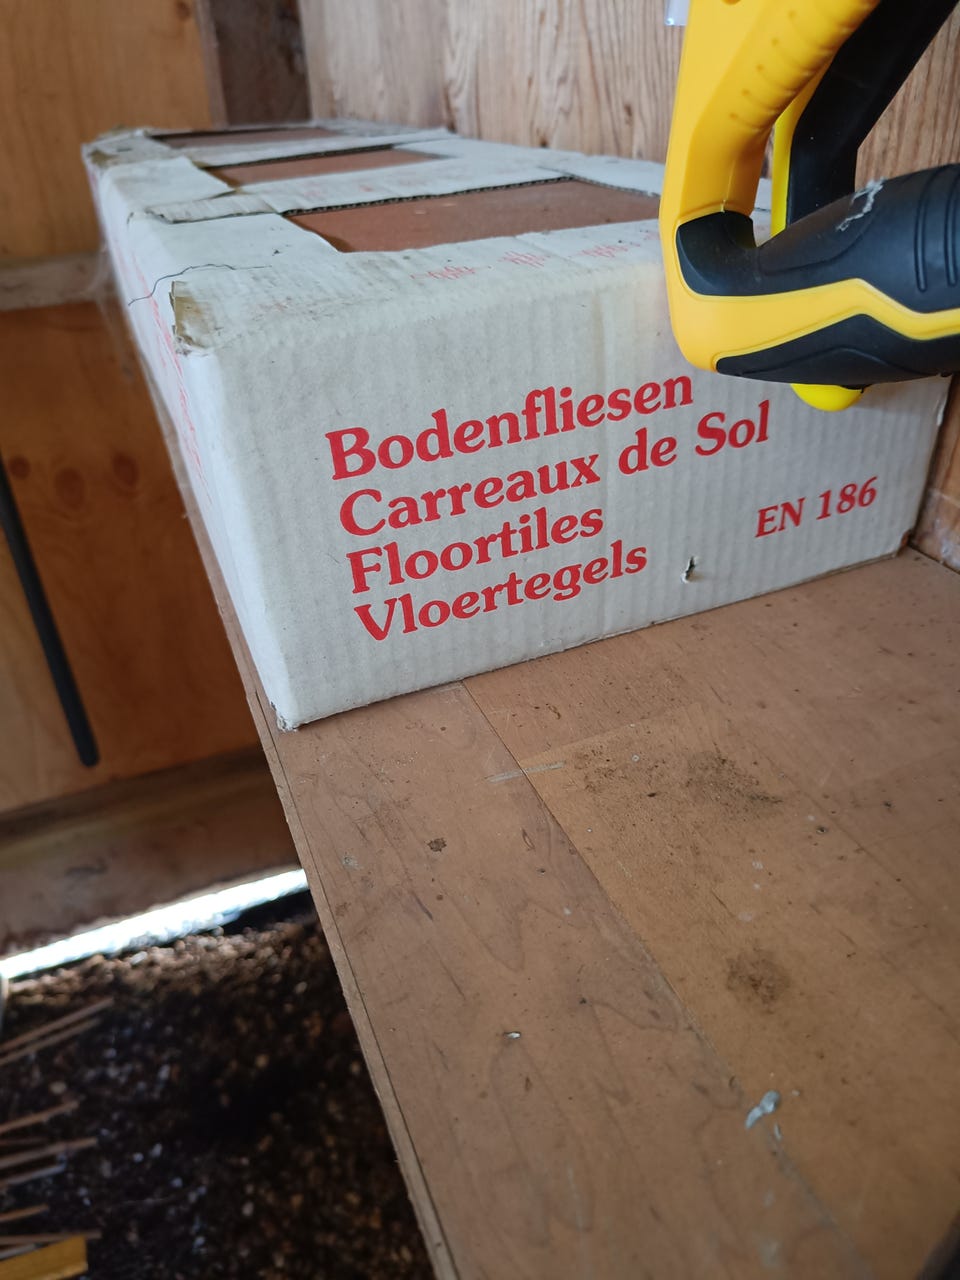 Bodenfliesen
Carreaux de Sol
Floortiles
Vloertegels
EN 186